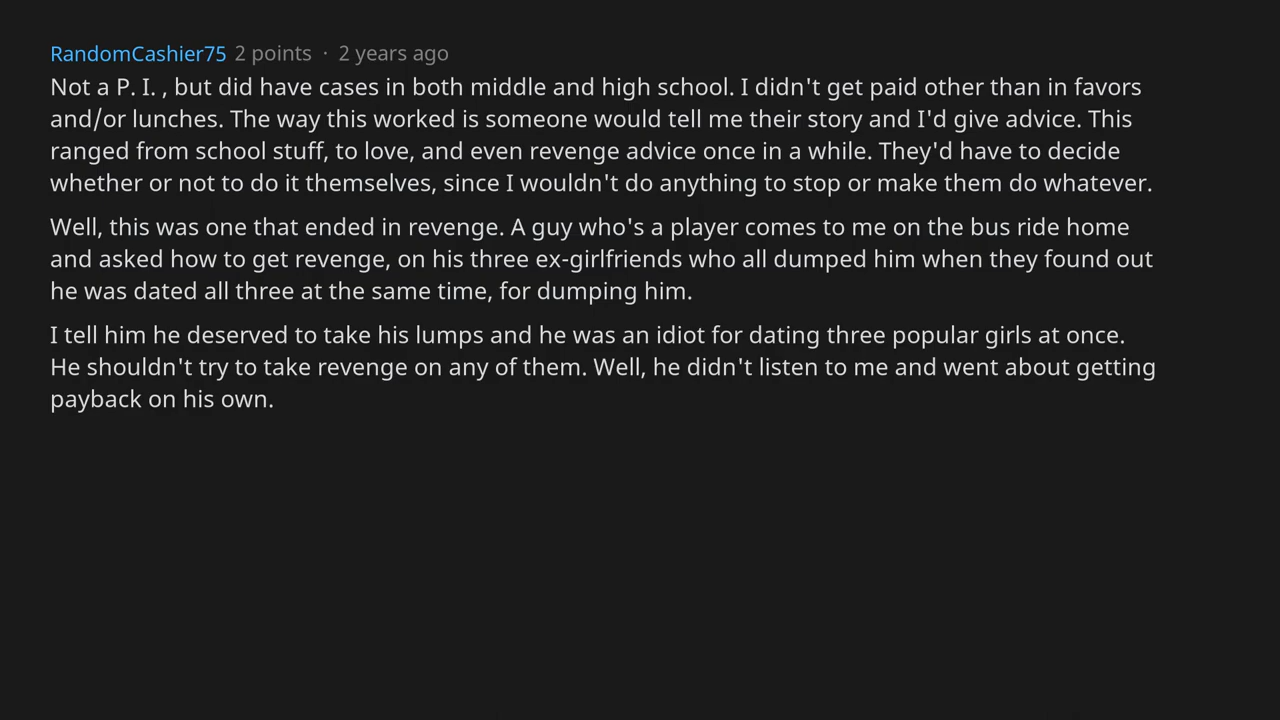 RandomCashier75 2 points · 2 years ago
Not a P. I. , but did have cases in both middle and high school. I didn't get paid other than in favors
and/or lunches. The way this worked is someone would tell me their story and I'd give advice. This
ranged from school stuff, to love, and even revenge advice once in a while. They'd have to decide
whether or not to do it themselves, since I wouldn't do anything to stop or make them do whatever.
Well, this was one that ended in revenge. A guy who's a player comes to me on the bus ride home
and asked how to get revenge, on his three ex-girlfriends who all dumped him when they found out
he was dated all three at the same time, for dumping him.
I tell him he deserved to take his lumps and he was an idiot for dating three popular girls at once.
He shouldn't try to take revenge on any of them. Well, he didn't listen to me and went about getting
payback on his own.